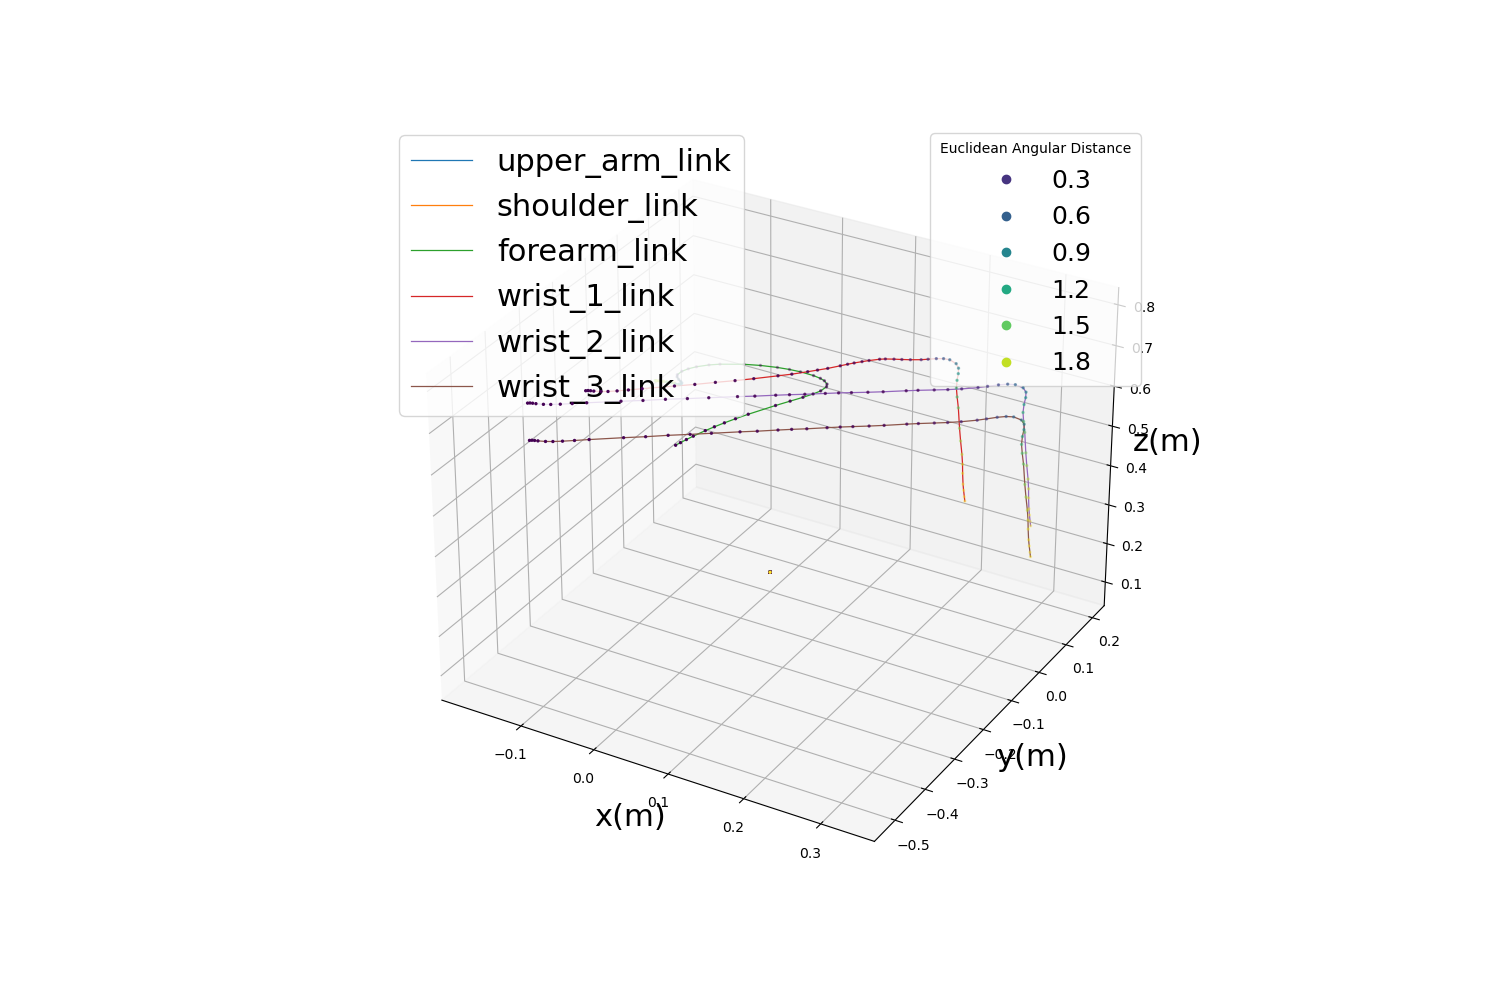 upper_arm_link
shoulder_link
forearm_link
wrist_1_link
wrist_2_link
wrist_3_link
Euclidean Angular Distance
0.3
0.6
0.9
1.2
1.5
1.8
0.8
0.7
0.6
0.5
z(m)
0.4
0.3
0.2
0.1
0.2
0.1
0.0
−0.1
−0.2
y(m)
−0.3
−0.4
−0.5
−0.1
0.0
0.1
x(m)
0.2
0.3